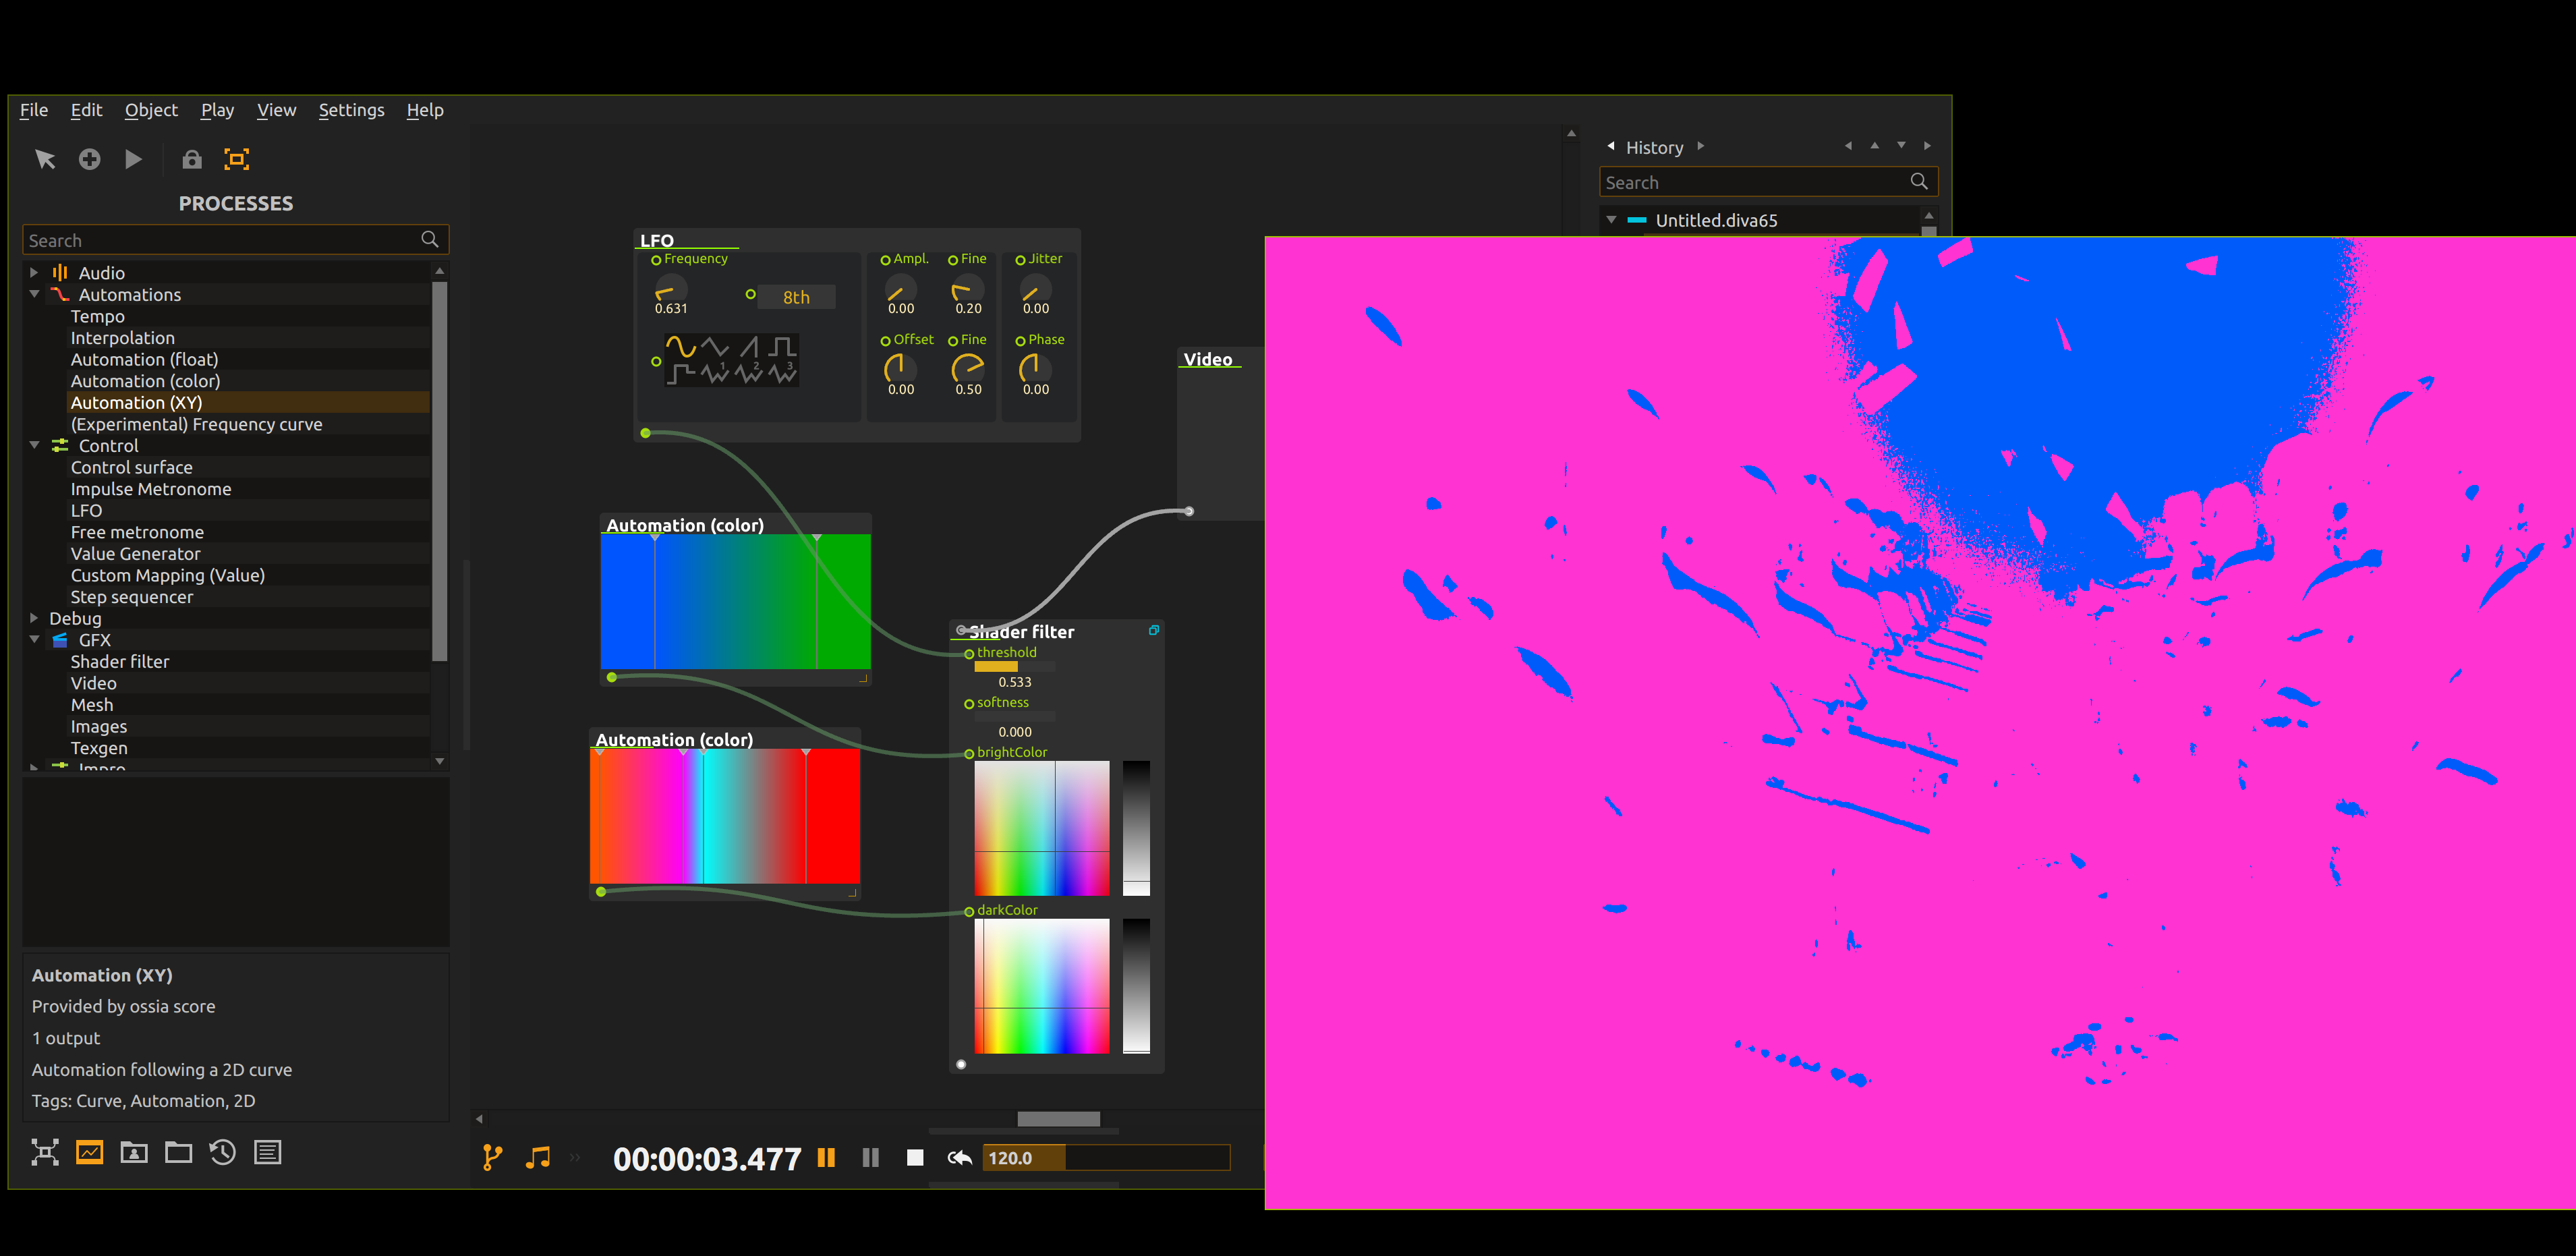 File Edit Object Play View Settings Help
PROCESSES
Search
Audio
Automations
Tempo
Interpolation
Automation (float)
Automation (color)
Automation (XY)
(Experimental) Frequency curve
Control
Control surface
Impulse Metronome
LFO
Free metronome
Value Generator
Custom Mapping (Value)
Step sequencer
Debug
GFX
Shader filter
Video
Mesh
Images
Texgen
Impro
Automation (XY)
Provided by ossia score
1 output
Automation following a 2D curve
Tags: Curve, Automation, 2D
LFO
Frequency Ampl. Fine Jitter
8th
0.631 0.00 0.20 0.00
Offset Fine Phase
1 2 3
0.00 0.50 0.00
Automation (color)
Automation (color)
Video
Shader filter
threshold
0.533
softness
0.000
brightColor
darkColor
00:00:03.477 120.0
History
Search
Untitled.diva65